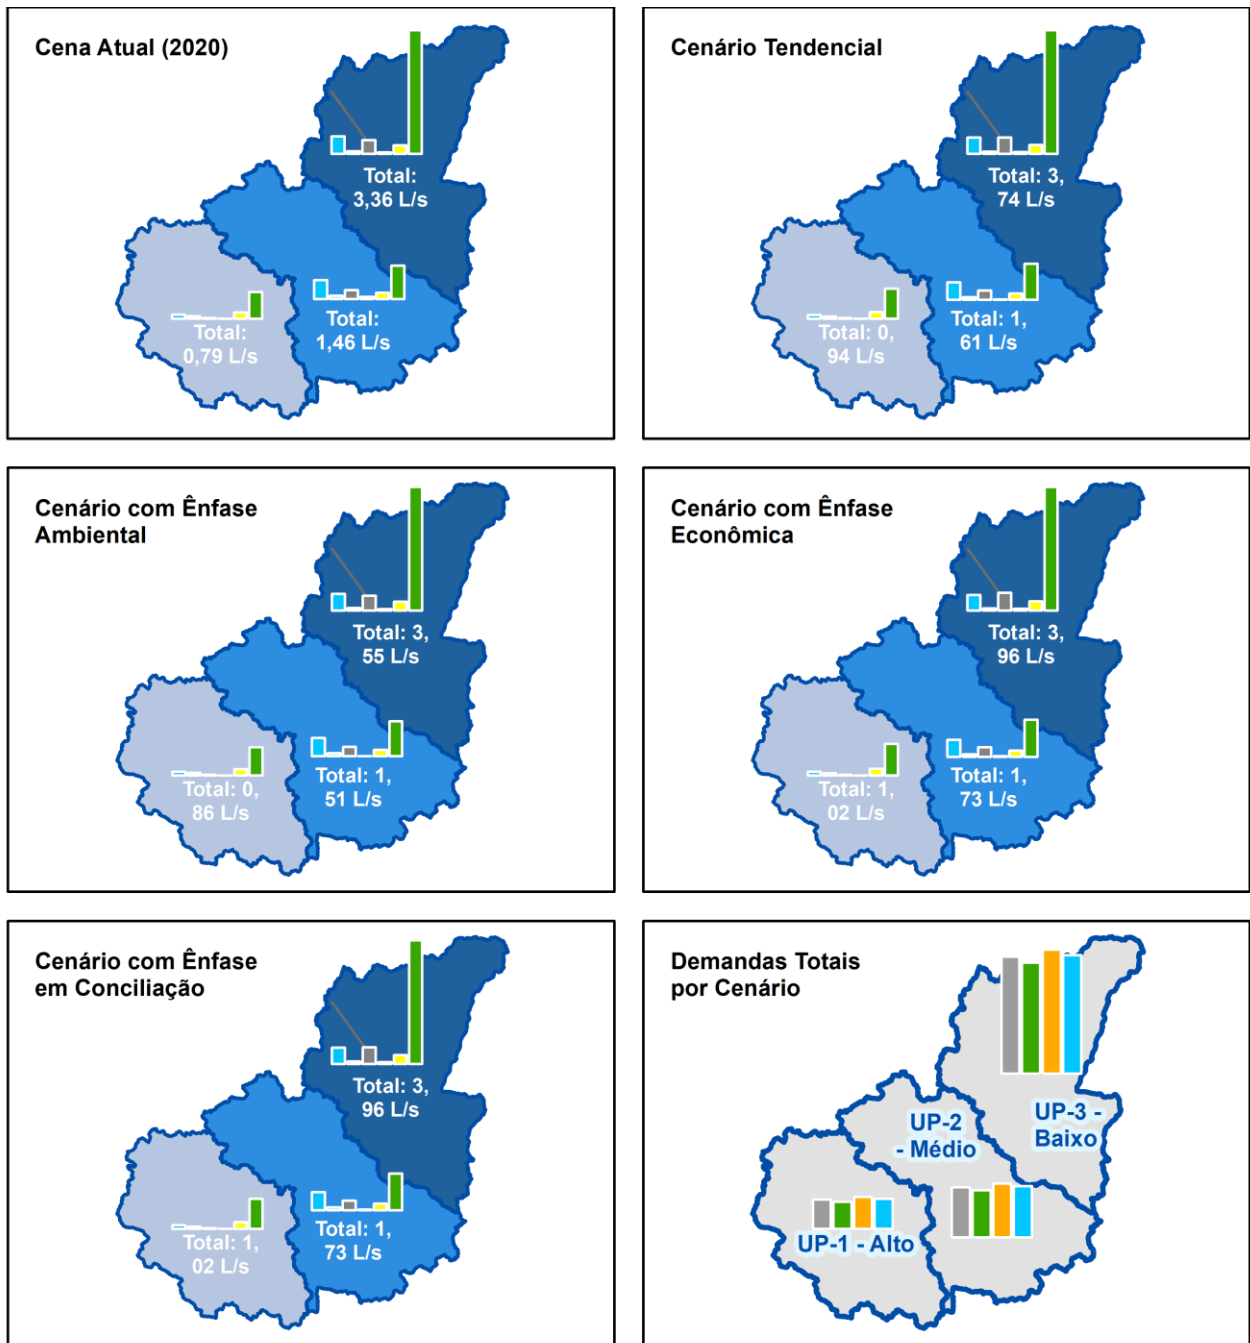 Cena Atual (2020)
Total:
3,36 L/s
Total:
1,46 L/s
Total:
0,79 L/s
Cenário Tendencial
Total: 3,
74 L/s
Total: 1,
61 L/s
Total: 0,
94 L/s
Cenário com Ênfase
Ambiental
Total: 3,
55 L/s
Total: 1,
51 L/s
Total: 0,
86 L/s
Cenário com Ênfase
Econômica
Total: 3,
96 L/s
Total: 1,
73 L/s
Total: 1,
02 L/s
Cenário com Ênfase
em Conciliação
Total: 3,
96 L/s
Total: 1,
73 L/s
Total: 1,
02 L/s
Demandas Totais
por Cenário
UP-3 -
Baixo
UP-2
- Médio
UP-1 - Alto